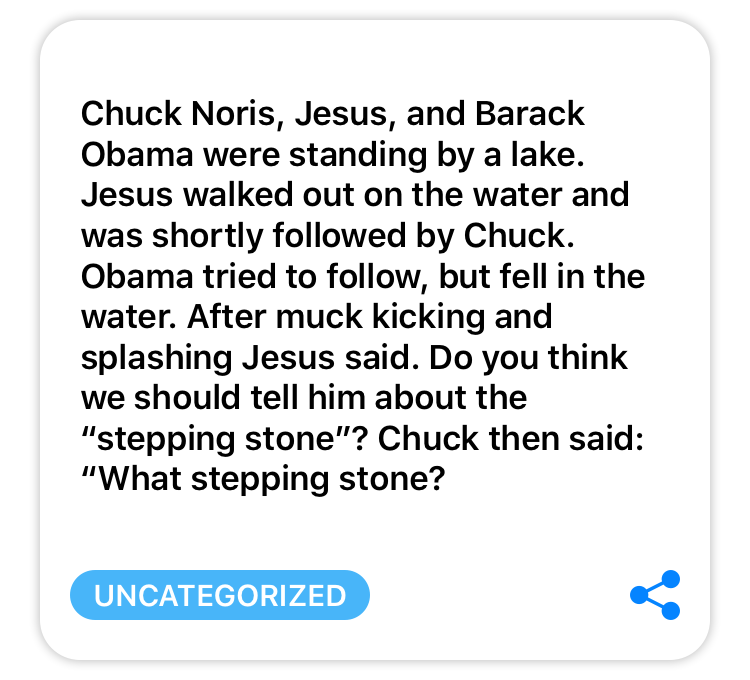 Chuck Noris, Jesus, and Barack
Obama were standing by a lake.
Jesus walked out on the water and
was shortly followed by Chuck.
Obama tried to follow, but fell in the
water. After muck kicking and
splashing Jesus said. Do you think
we should tell him about the
“stepping stone”? Chuck then said:
“What stepping stone?
UNCATEGORIZED